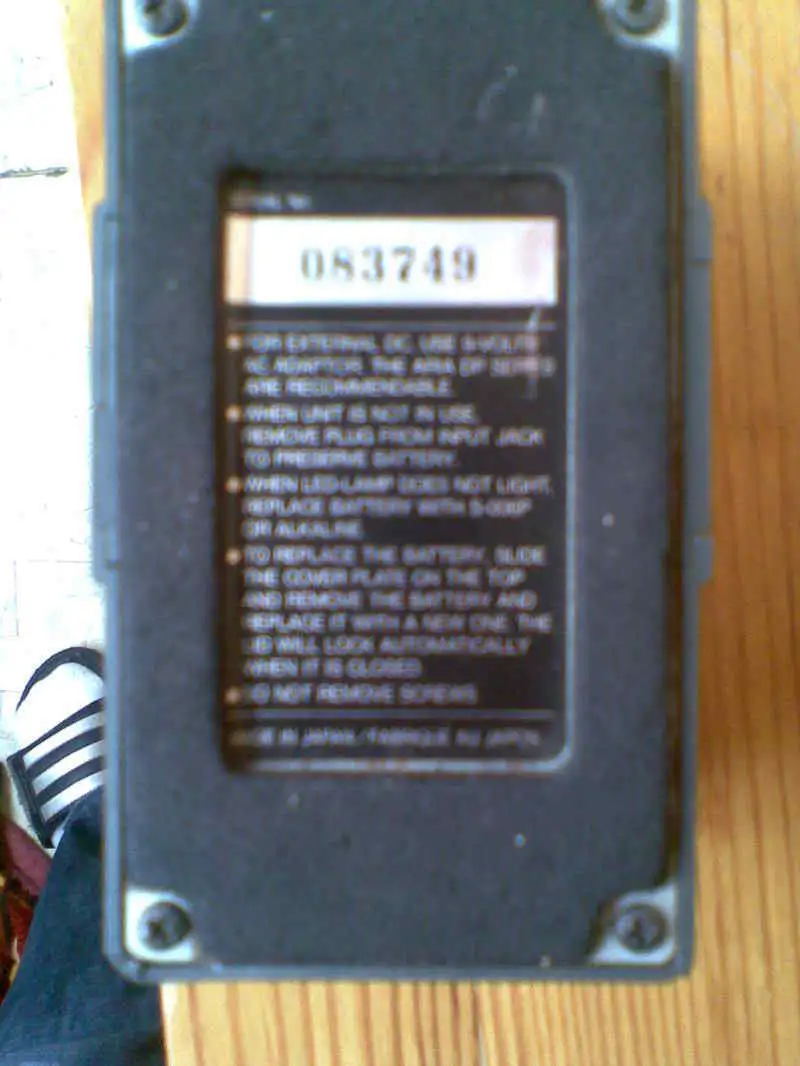 083749
FOR EXTERNAL DC, USE 9-VOLTS
AC ADAPTOR. THE ARIA OF
ARE RECOMMENDABLE.
WHEN UNIT IS NOT IN USE,
REMOVE PLUG FROM INPUT JACK
TO PRESERVE BATTERY.
WHEN LED-LAMP DOES NOT LIGHT,
REPLACE BATTERY WITH
OR ALKALINE.
TO REPLACE THE BATTERY, SLIDE
THE COVER PLATE ON THE TOP
AND REMOVE THE BATTERY AND
REPLACE IT WITH A NEW ONE. THE
LID WILL LOCK AUTOMATICALLY
WHEN IT IS CLOSED.
DO NOT REMOVE SCREWS.
MADE IN JAPAN/FABRIQUÉ AU JAPON